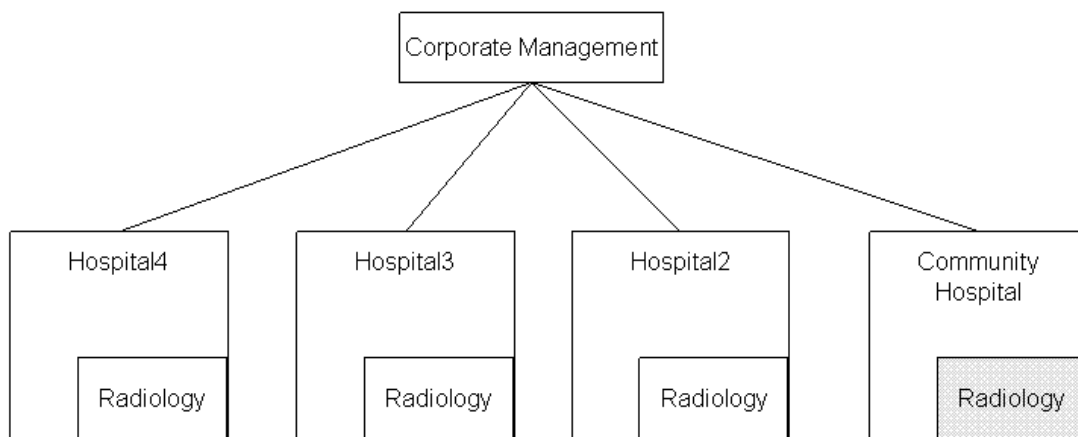 Corporate Management
Hospital4
Hospital3
Hospital2
Community
Hospital
Radiology
Radiology
Radiology
Radiology